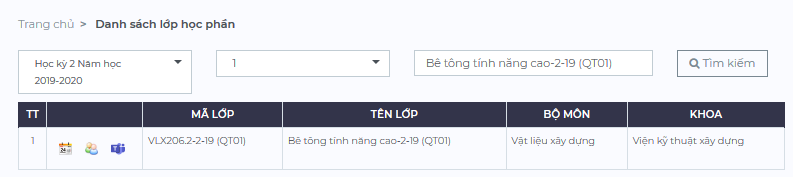 Trang chủ > Danh sách lớp học phần
Học kỳ 2 Năm học
2019-2020
1
Bê tông tính năng cao-2-19 (QT01)
Tìm kiếm
TT MÃ LỚP TÊN LỚP BỘ MÔN KHOA
1 VLX206.2-2-19 (QT01) Bê tông tính năng cao-2-19 (QT01) Vật liệu xây dựng Viện kỹ thuật xây dựng